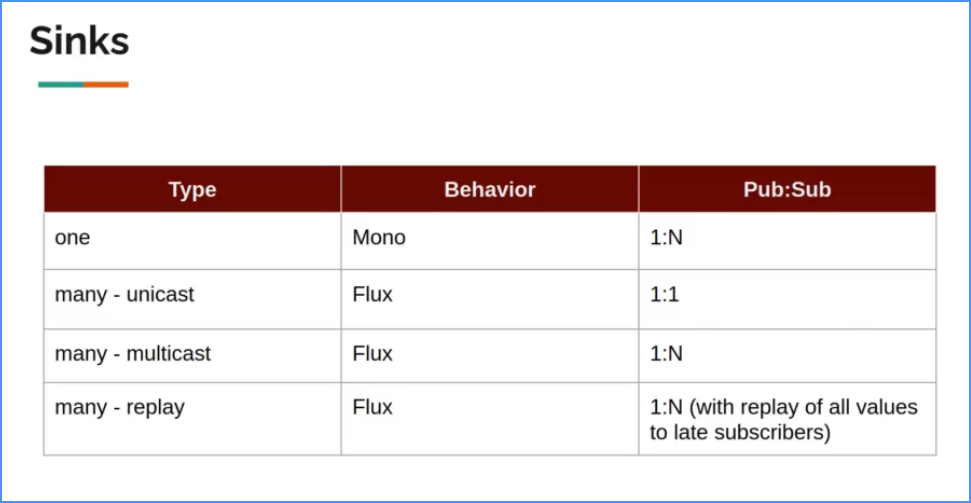 Sinks
Type Behavior Pub:Sub
one Mono 1:N
many - unicast Flux 1:1
many - multicast Flux 1:N
many - replay Flux 1:N (with replay of all values
to late subscribers)